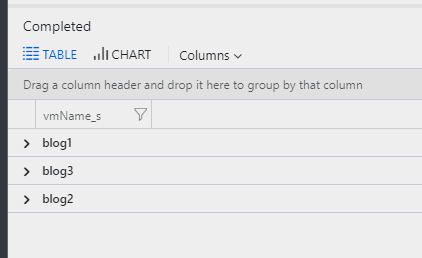 Completed
TABLE CHART Columns
Drag a column header and drop it here to group by that column
vmName_s
blog1
blog3
blog2